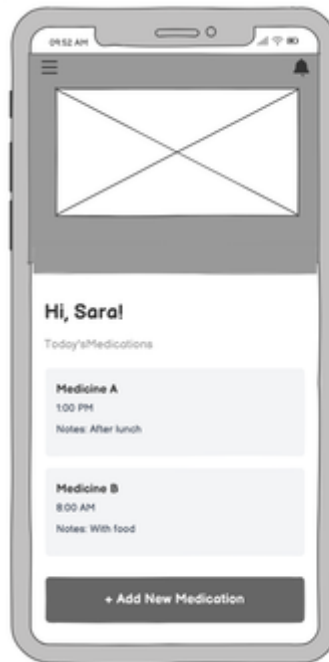 09:52 AM
Hi, Sara!
Today'sMedications
Medicine A
1:00 PM
Notes: After lunch
Medicine B
8:00 AM
Notes: With food
+ Add New Medication